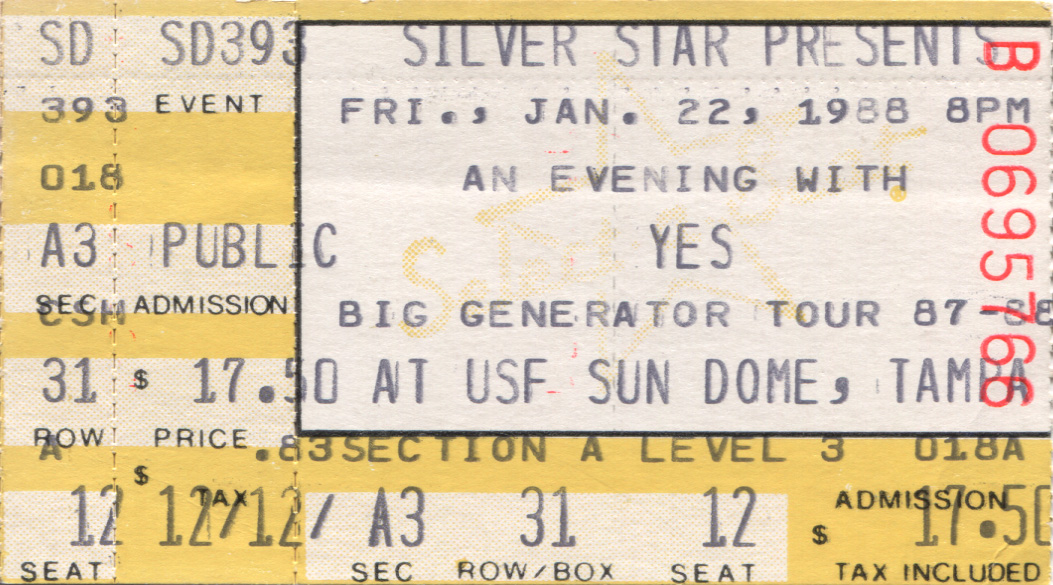 SD SD393 SILVER STAR PRESENTS
393 EVENT FRI., JAN. 22, 1988 8PM
018 AN EVENING WITH
A3 PUBLIC YES
SEC ADMISSION
CSH BIG GENERATOR TOUR 87-88
31 $ 17.50 AT USF SUN DOME, TAMPA
ROW PRICE
A .83 SECTION A LEVEL 3 018A
$ TAX ADMISSION
12 12/12/ A3 31 12 $ 17.50
SEAT SEC ROW/BOX SEAT TAX INCLUDED
B 0695766